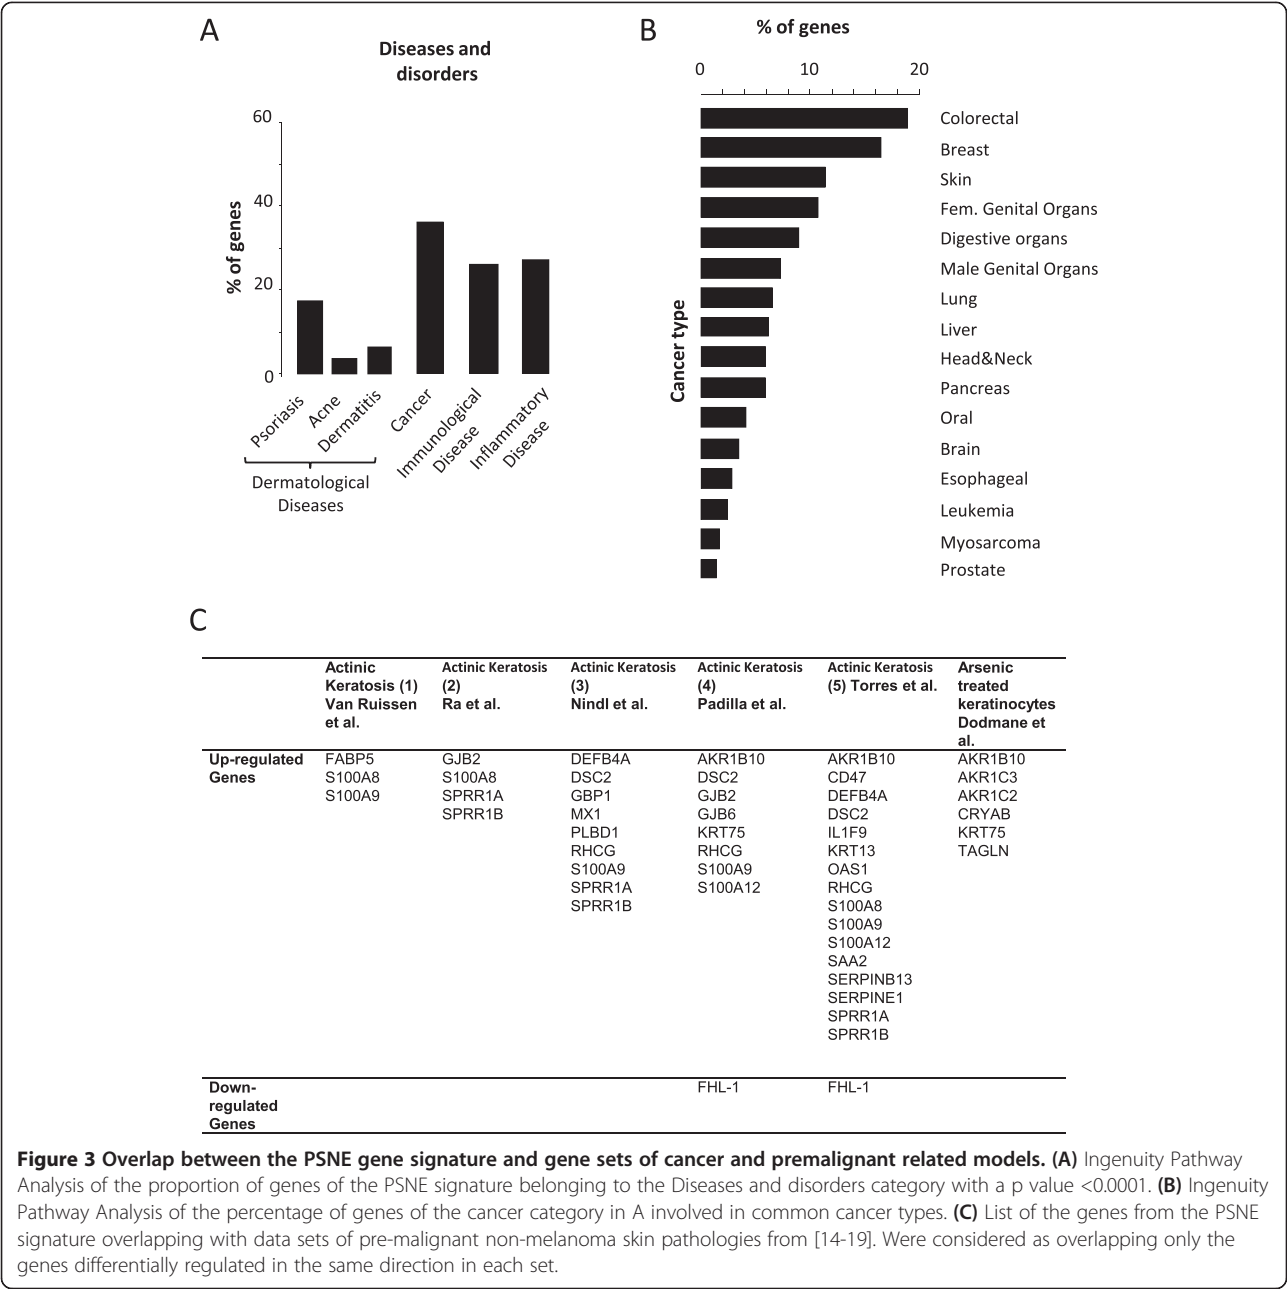 A
Diseases and
disorders
% of genes
60
40
20
0
Psoriasis
Acne
Dermatitis
Cancer
Immunological
Disease
Inflammatory
Disease
Dermatological
Diseases
B
% of genes
0 10 20
Cancer type
Colorectal
Breast
Skin
Fem. Genital Organs
Digestive organs
Male Genital Organs
Lung
Liver
Head&Neck
Pancreas
Oral
Brain
Esophageal
Leukemia
Myosarcoma
Prostate
C
Actinic
Keratosis (1)
Van Ruissen
et al.
Actinic Keratosis
(2)
Ra et al.
Actinic Keratosis
(3)
Nindl et al.
Actinic Keratosis
(4)
Padilla et al.
Actinic Keratosis
(5) Torres et al.
Arsenic
treated
keratinocytes
Dodmane et
al.
Up-regulated
Genes
FABP5
S100A8
S100A9
GJB2
S100A8
SPRR1A
SPRR1B
DEFB4A
DSC2
GBP1
MX1
PLBD1
RHCG
S100A9
SPRR1A
SPRR1B
AKR1B10
DSC2
GJB2
GJB6
KRT75
RHCG
S100A9
S100A12
AKR1B10
CD47
DEFB4A
DSC2
IL1F9
KRT13
OAS1
RHCG
S100A8
S100A9
S100A12
SAA2
SERPINB13
SERPINE1
SPRR1A
SPRR1B
AKR1B10
AKR1C3
AKR1C2
CRYAB
KRT75
TAGLN
Down-
regulated
Genes
FHL-1
FHL-1
Figure 3 Overlap between the PSNE gene signature and gene sets of cancer and premalignant related models. (A) Ingenuity Pathway
Analysis of the proportion of genes of the PSNE signature belonging to the Diseases and disorders category with a p value <0.0001. (B) Ingenuity
Pathway Analysis of the percentage of genes of the cancer category in A involved in common cancer types. (C) List of the genes from the PSNE
signature overlapping with data sets of pre-malignant non-melanoma skin pathologies from [14-19]. Were considered as overlapping only the
genes differentially regulated in the same direction in each set.